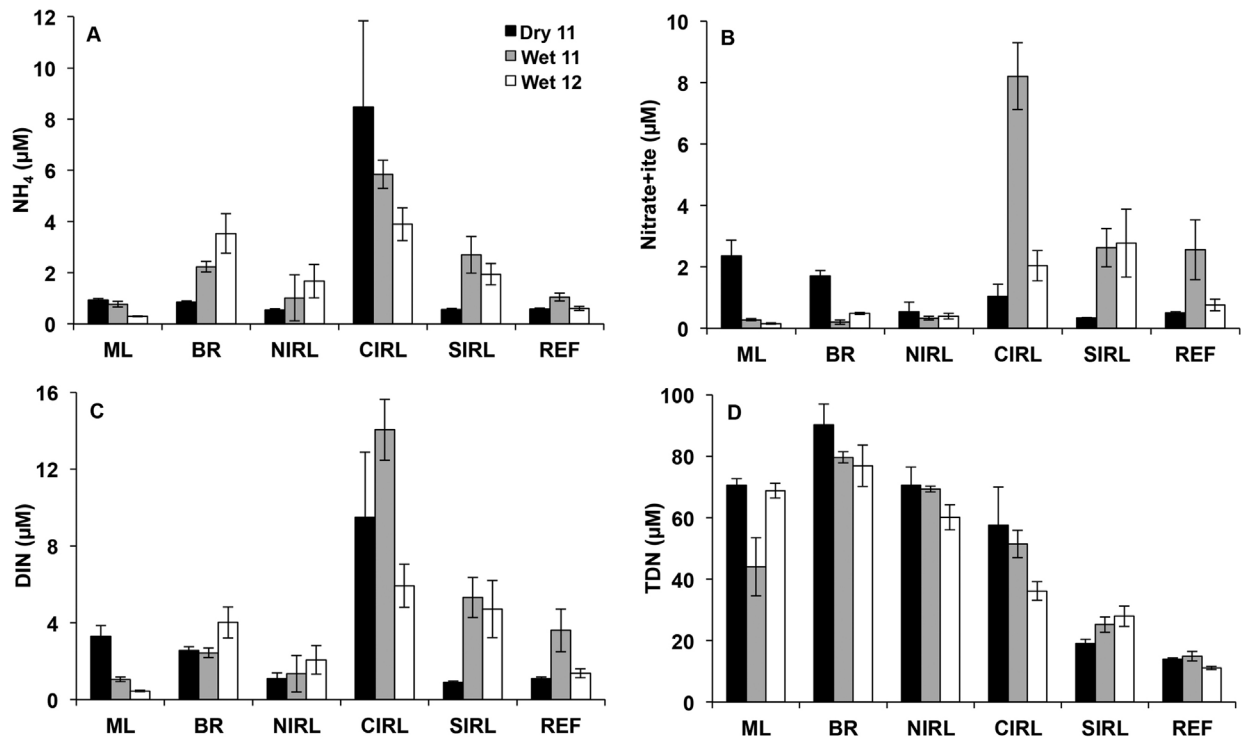 A
Dry 11
Wet 11
Wet 12
NH₄ (µM)
12
10
8
6
4
2
0
ML BR NIRL CIRL SIRL REF
B
Nitrate+ite (µM)
10
8
6
4
2
0
ML BR NIRL CIRL SIRL REF
C
DIN (µM)
16
12
8
4
0
ML BR NIRL CIRL SIRL REF
D
TDN (µM)
100
80
60
40
20
0
ML BR NIRL CIRL SIRL REF